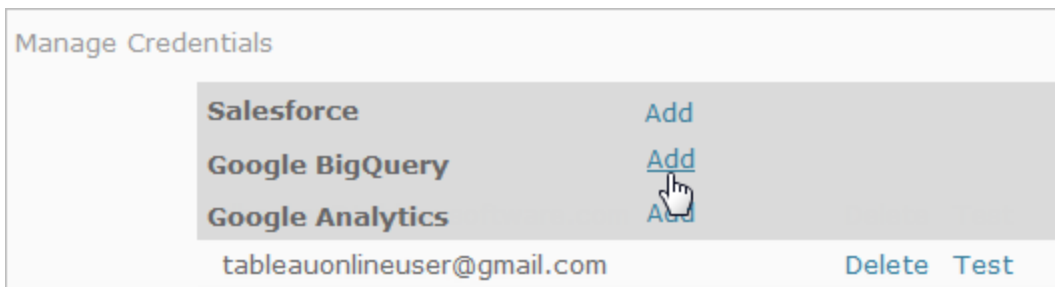 Manage Credentials
Salesforce Add
Google BigQuery Add
Google Analytics Add
tableauonlineuser@gmail.com Delete Test